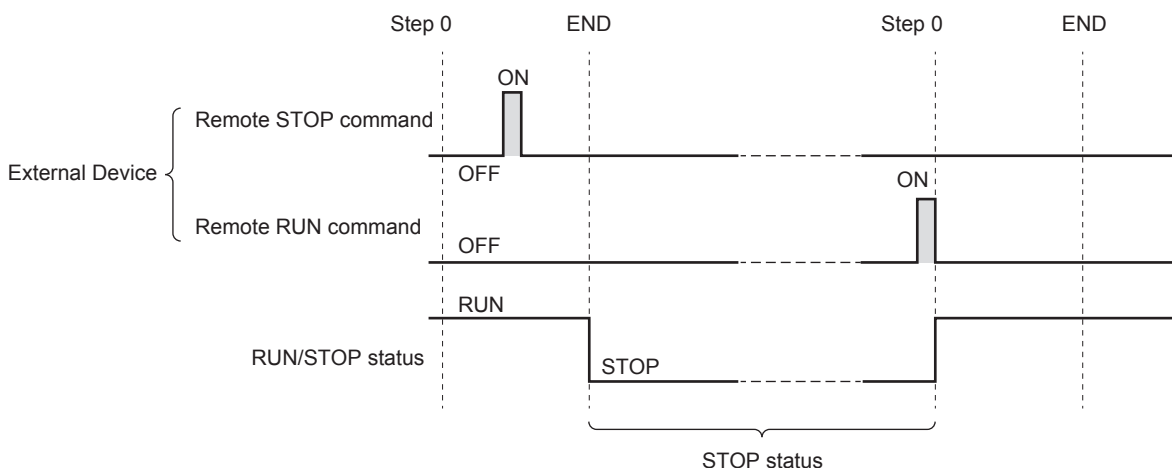 Step 0 END Step 0 END
ON
Remote STOP command
OFF
External Device
ON
Remote RUN command
OFF
RUN
RUN/STOP status
STOP
STOP status